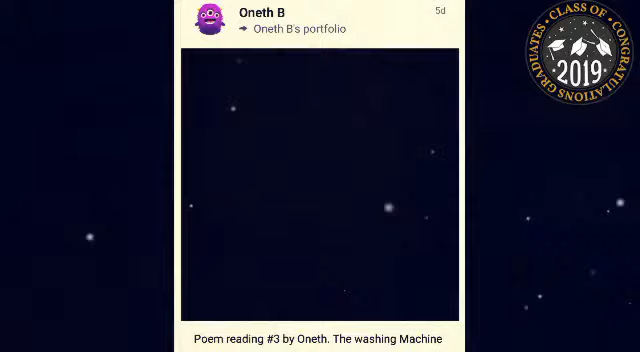 Oneth B
5d
Oneth B's portfolio
CLASS OF
CONGRATULATIONS GRADUATES
2019
Poem reading #3 by Oneth. The washing Machine